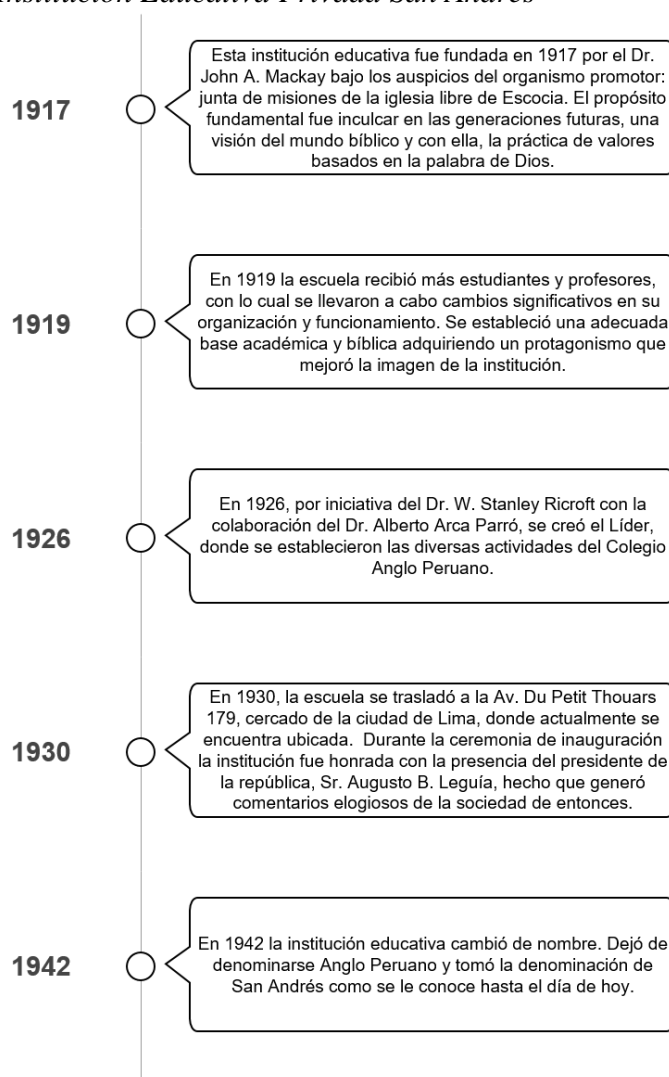 Institución Educativa Privada San Andrés
1917
Esta institución educativa fue fundada en 1917 por el Dr.
John A. Mackay bajo los auspicios del organismo promotor:
junta de misiones de la iglesia libre de Escocia. El propósito
fundamental fue inculcar en las generaciones futuras, una
visión del mundo bíblico y con ella, la práctica de valores
basados en la palabra de Dios.
1919
En 1919 la escuela recibió más estudiantes y profesores,
con lo cual se llevaron a cabo cambios significativos en su
organización y funcionamiento. Se estableció una adecuada
base académica y bíblica adquiriendo un protagonismo que
mejoró la imagen de la institución.
1926
En 1926, por iniciativa del Dr. W. Stanley Ricroft con la
colaboración del Dr. Alberto Arca Parró, se creó el Líder,
donde se establecieron las diversas actividades del Colegio
Anglo Peruano.
1930
En 1930, la escuela se trasladó a la Av. Du Petit Thouars
179, cercado de la ciudad de Lima, donde actualmente se
encuentra ubicada. Durante la ceremonia de inauguración
la institución fue honrada con la presencia del presidente de
la república, Sr. Augusto B. Leguía, hecho que generó
comentarios elogiosos de la sociedad de entonces.
1942
En 1942 la institución educativa cambió de nombre. Dejó de
denominarse Anglo Peruano y tomó la denominación de
San Andrés como se le conoce hasta el día de hoy.